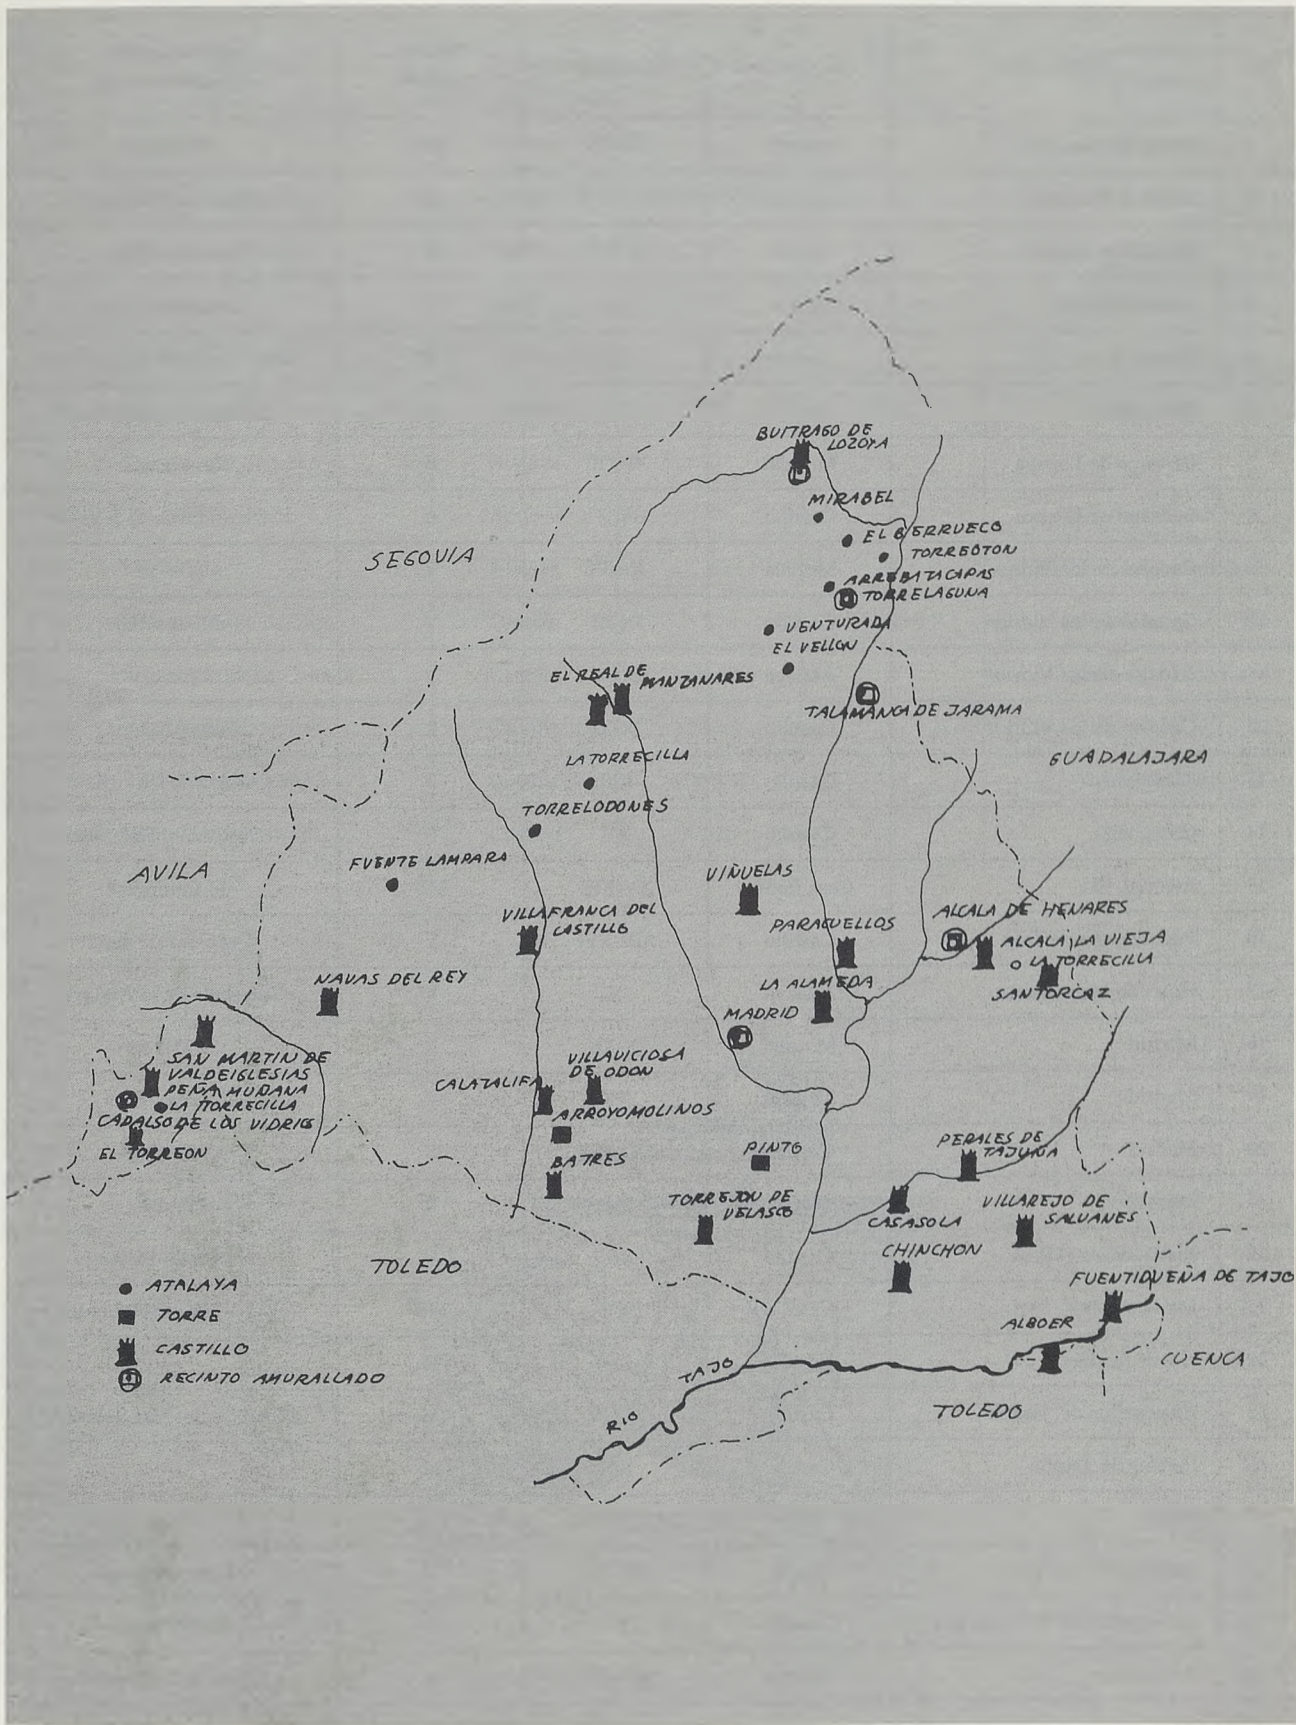 BUITRAGO DE
LOZOYA
MIRABEL
EL BERRUECO
TORREOTON
ARREBATACAPAS
TORRELAGUNA
VENTURADA
EL VELLON
SEGOVIA
EL REAL DE
MANZANARES
TALAMANCA DE JARAMA
GUADALAJARA
LA TORRECILLA
TORRELODONES
FUENTE LAMPARA
AVILA
VIÑUELAS
VILLAFRANCA DEL
CASTILLO
PARACUELLOS
ALCALA DE HENARES
ALCALA LA VIEJA
O LA TORRECILLA
SANTORCAZ
NAVAS DEL REY
LA ALAMEDA
MADRID
SAN MARTIN DE
VALDEIGLESIAS
PEÑA MUDANA
LA TORRECILLA
CADALSO DE LOS VIDRIOS
EL TORREON
VILLAVICIOSA
DE ODON
CALATALIFA
ARROYOMOLINOS
BATRES
PINTO
TORREJON DE
VELASCO
PERALES DE
TAJUÑA
CASASOLA
VILLAREJO DE
SALVANES
CHINCHON
FUENTIDUEÑA DE TAJO
ALBOER
TOLEDO
CUENCA
TOLEDO
RIO TAJO
ATALAYA
TORRE
CASTILLO
RECINTO AMURALLADO